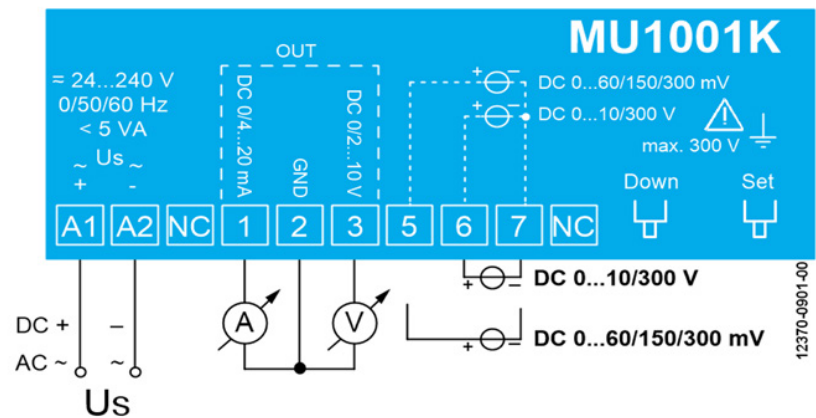 MU1001K
OUT
≂ 24...240 V
0/50/60 Hz
< 5 VA
~ Us ~
+ -
DC 0/4...20 mA
GND
DC 0/2...10 V
+ – DC 0...60/150/300 mV
+ – DC 0...10/300 V
max. 300 V
Down Set
A1 A2 NC 1 2 3 5 6 7 NC
+ – DC 0...10/300 V
DC + –
A V
+ – DC 0...60/150/300 mV
AC ~ ~
Us
12370-0901-00